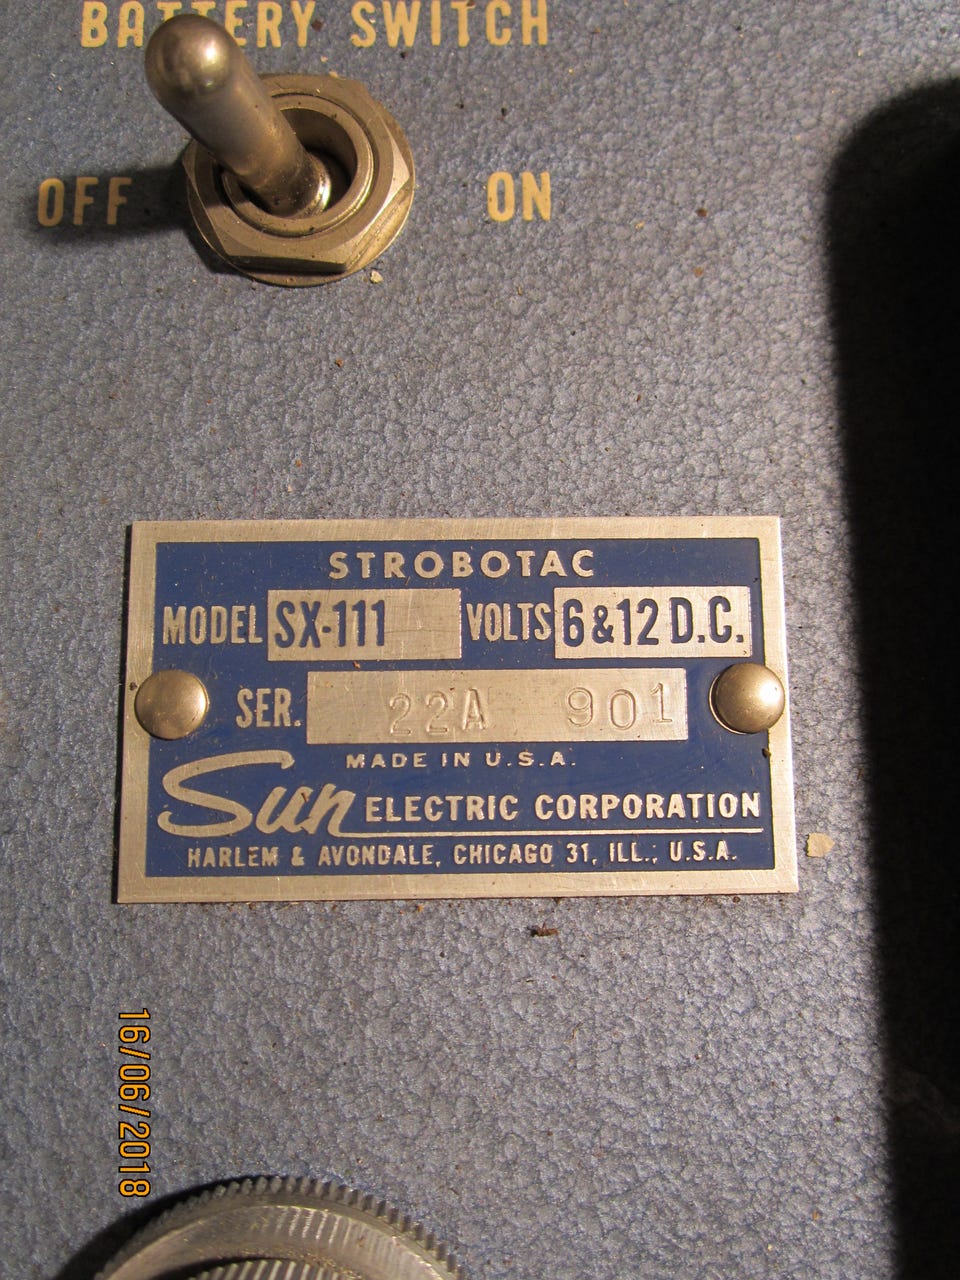 BATTERY SWITCH
OFF ON
STROBOTAC
MODEL SX-111 VOLTS 6 & 12 D.C.
SER. 22A 901
MADE IN U.S.A.
Sun ELECTRIC CORPORATION
HARLEM & AVONDALE, CHICAGO 31, ILL., U.S.A.
16/06/2018